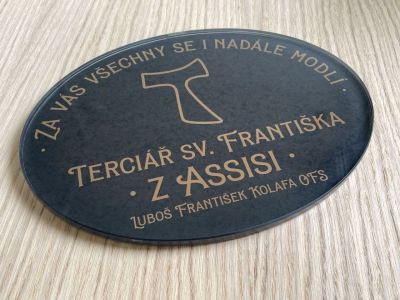 · Za vás všechny se i nadále modlí ·
Terciář sv. Františka
· z Assisi ·
Luboš František Kolafa OFS